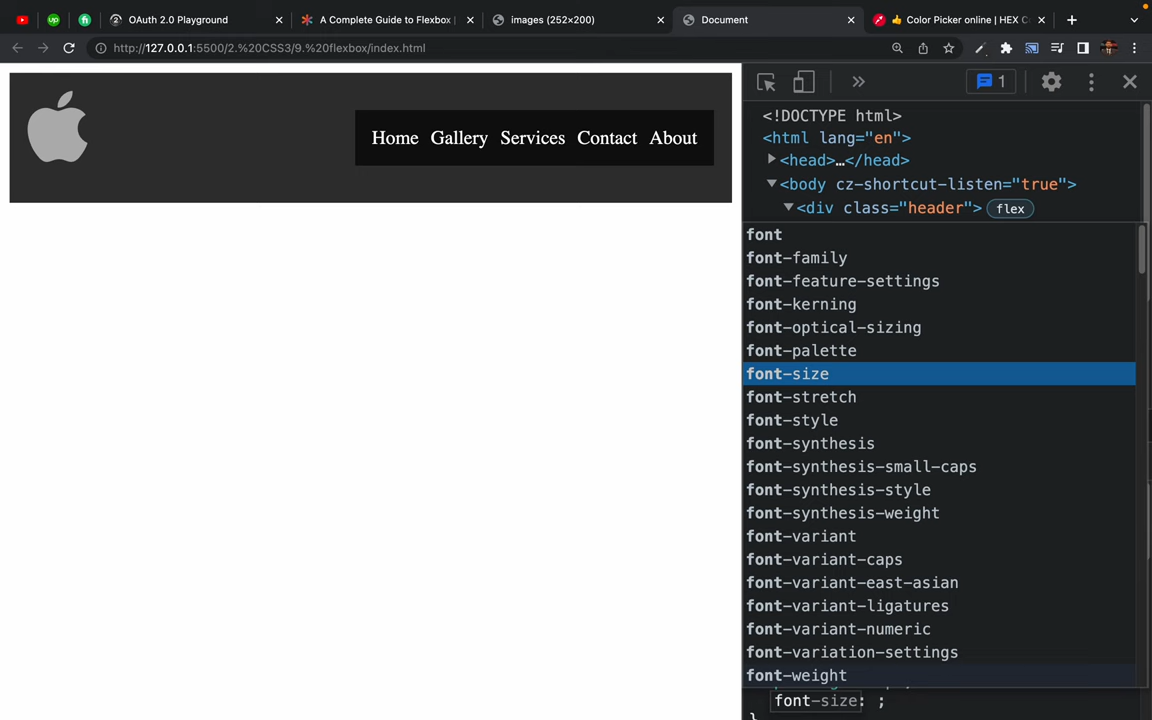 OAuth 2.0 Playground
A Complete Guide to Flexbox
images (252×200)
Document
Color Picker online | HEX C
http://127.0.0.1:5500/2.%20CSS3/9.%20flexbox/index.html
1
Home Gallery Services Contact About
<!DOCTYPE html>
<html lang="en">
<head>…</head>
<body cz-shortcut-listen="true">
<div class="header"> flex
font
font-family
font-feature-settings
font-kerning
font-optical-sizing
font-palette
font-size
font-stretch
font-style
font-synthesis
font-synthesis-small-caps
font-synthesis-style
font-synthesis-weight
font-variant
font-variant-caps
font-variant-east-asian
font-variant-ligatures
font-variant-numeric
font-variation-settings
font-weight
font-size: ;
}